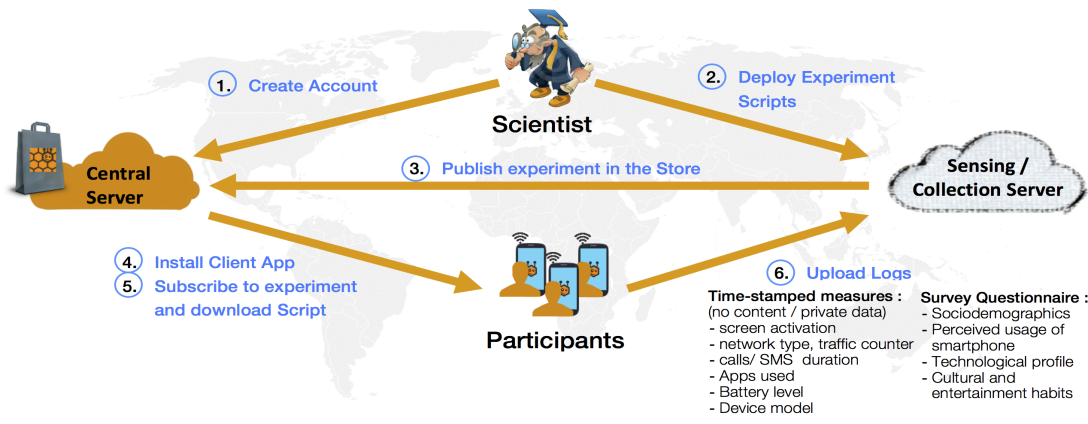 1. Create Account
2. Deploy Experiment
Scripts
Scientist
Central
Server
3. Publish experiment in the Store
Sensing /
Collection Server
4. Install Client App
5. Subscribe to experiment
and download Script
Participants
6. Upload Logs
Time-stamped measures :
(no content / private data)
- screen activation
- network type, traffic counter
- calls/ SMS duration
- Apps used
- Battery level
- Device model
Survey Questionnaire :
- Sociodemographics
- Perceived usage of
smartphone
- Technological profile
- Cultural and
entertainment habits